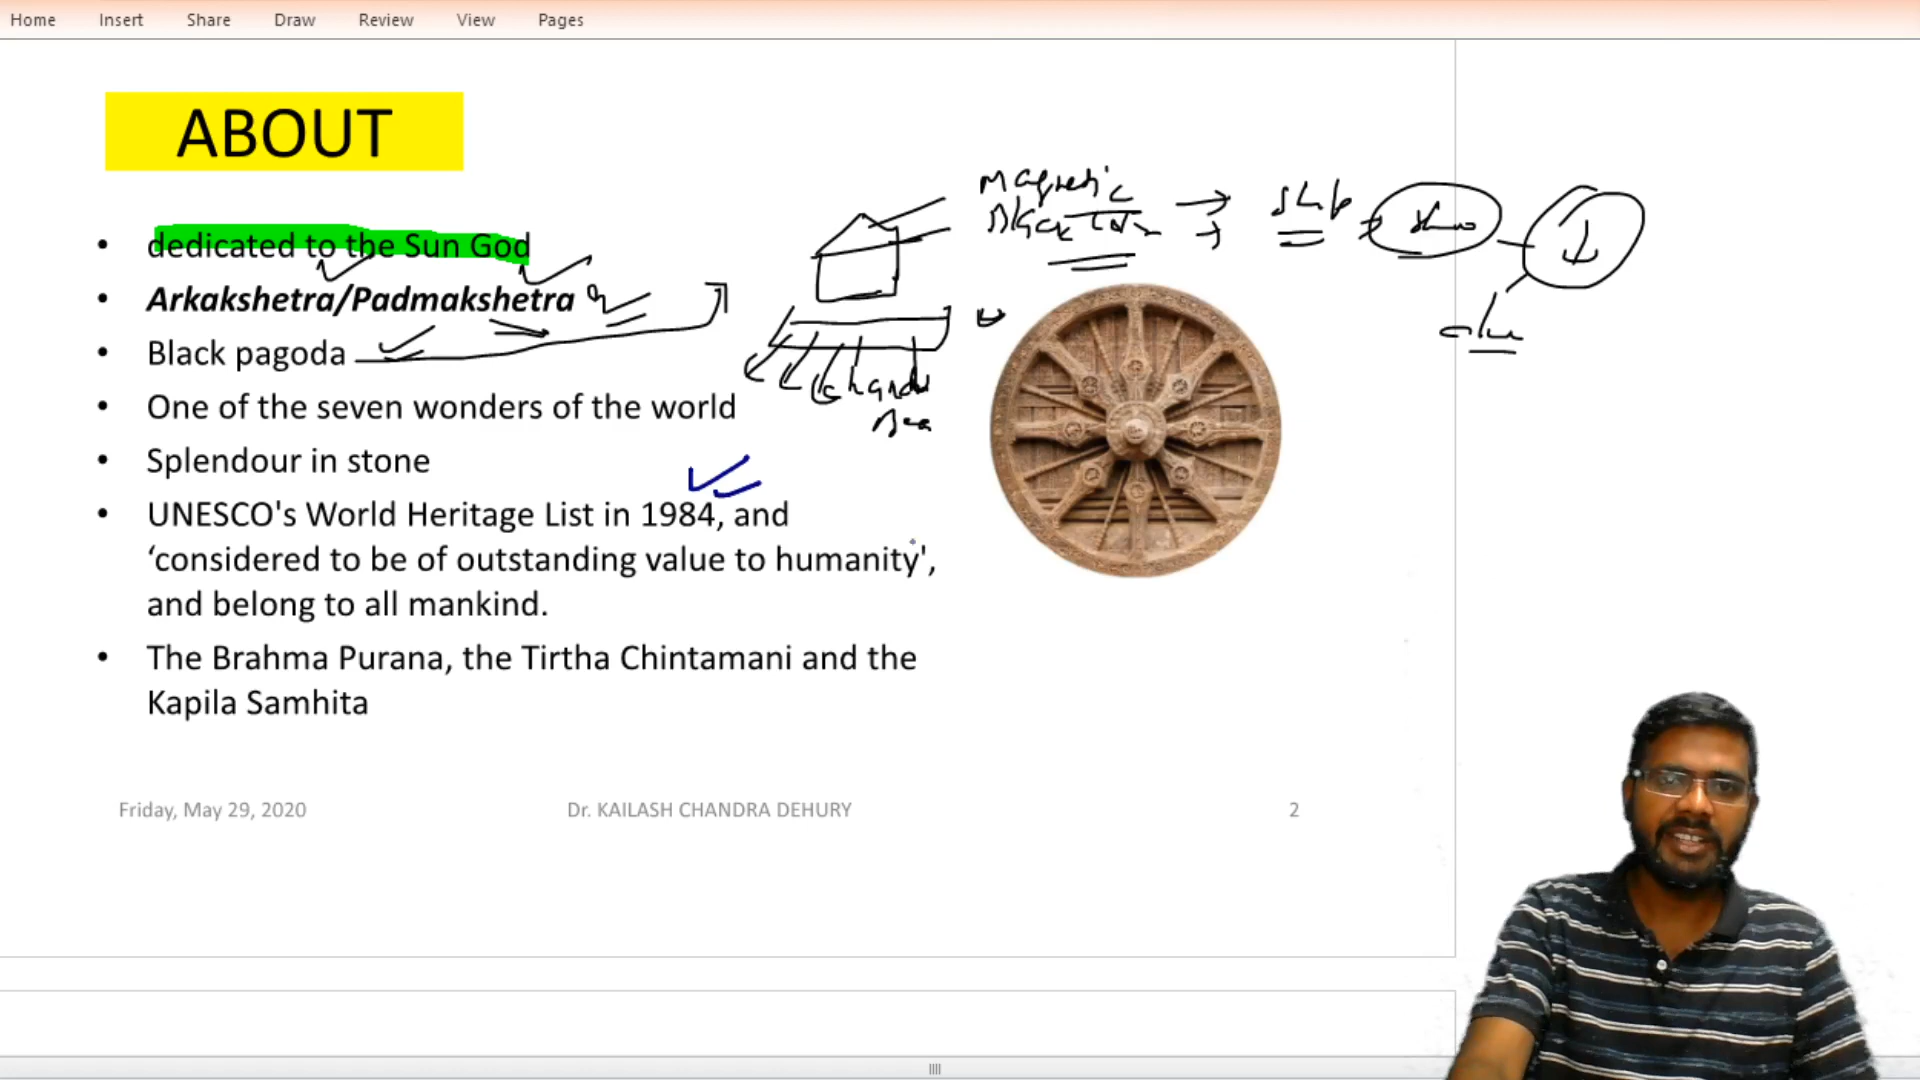 Home Insert Share Draw Review View Pages
ABOUT
• dedicated to the Sun God
• Arkakshetra/Padmakshetra
• Black pagoda
• One of the seven wonders of the world
• Splendour in stone
• UNESCO's World Heritage List in 1984, and
‘considered to be of outstanding value to humanity',
and belong to all mankind.
• The Brahma Purana, the Tirtha Chintamani and the
Kapila Samhita
Magnetic
Black
Ship
Friday, May 29, 2020 Dr. KAILASH CHANDRA DEHURY 2